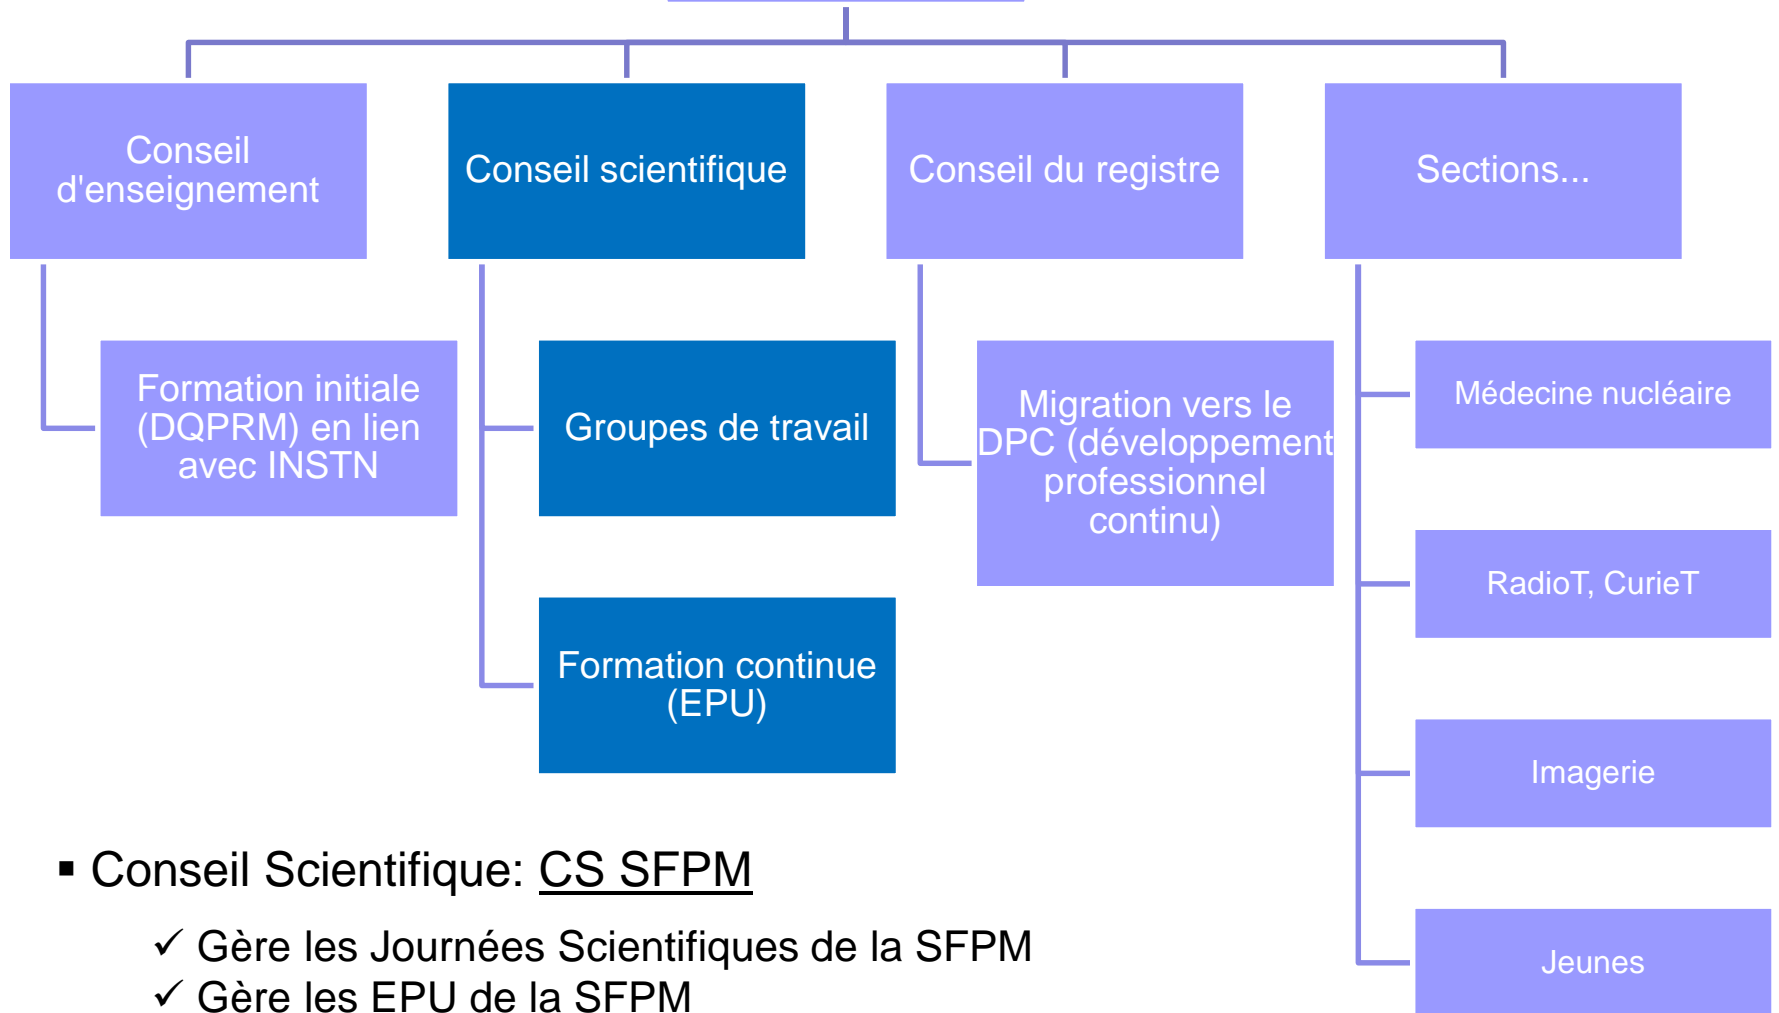 Conseil
d'enseignement
Conseil scientifique
Conseil du registre
Sections...
Formation initiale
(DQPRM) en lien
avec INSTN
Groupes de travail
Formation continue
(EPU)
Migration vers le
DPC (développement
professionnel
continu)
Médecine nucléaire
RadioT, CurieT
Imagerie
Jeunes
▪ Conseil Scientifique: CS SFPM
✓ Gère les Journées Scientifiques de la SFPM
✓ Gère les EPU de la SFPM